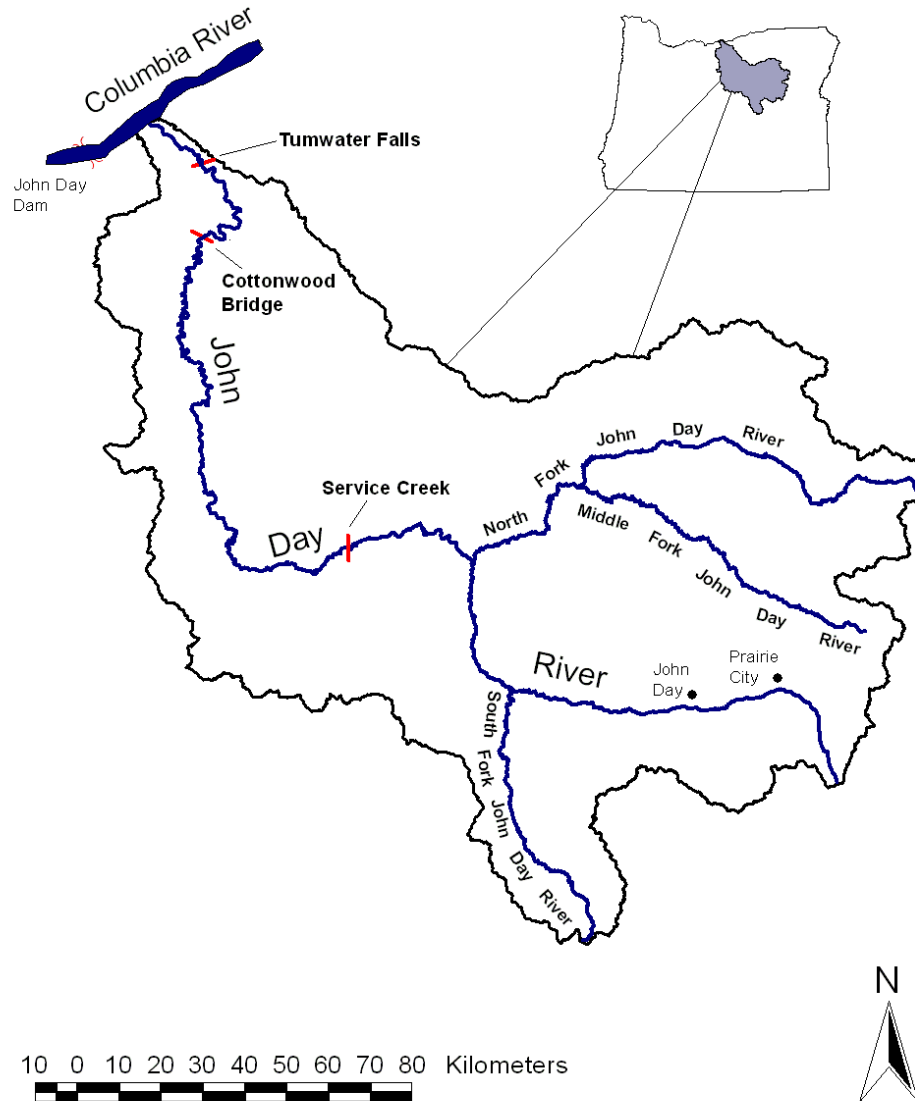 Columbia River
Tumwater Falls
John Day
Dam
Cottonwood
Bridge
John
Day
River
Service Creek
North Fork John Day River
Middle Fork John Day River
John
Day
Prairie
City
South Fork John Day River
N
10 0 10 20 30 40 50 60 70 80 Kilometers